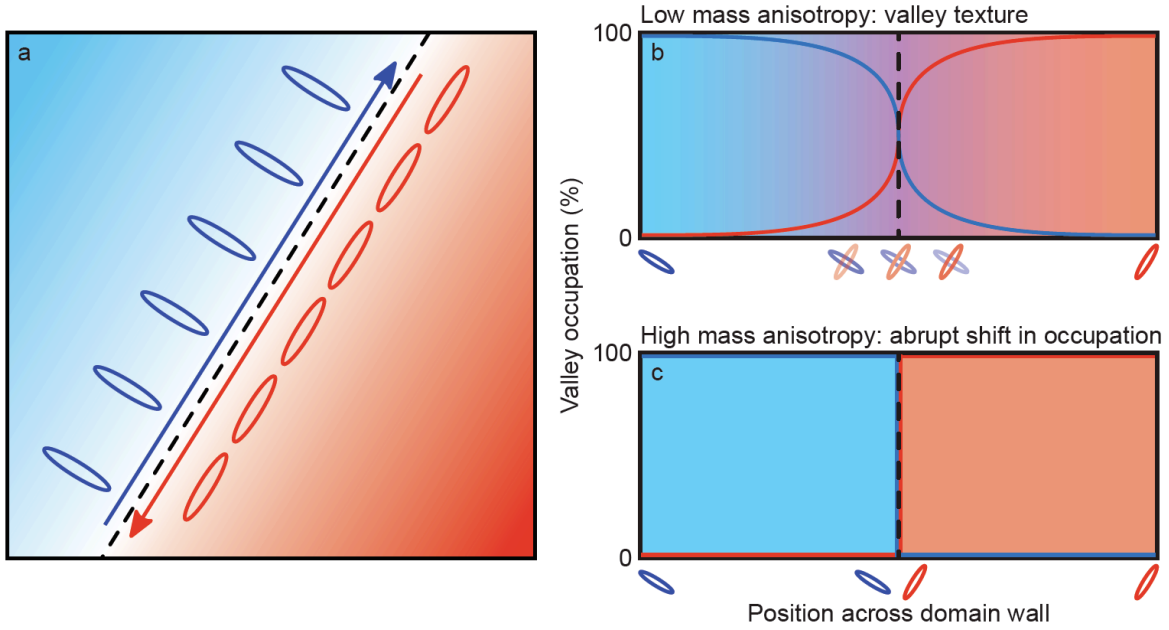 a
Low mass anisotropy: valley texture
100
b
0
High mass anisotropy: abrupt shift in occupation
100
c
0
Valley occupation (%)
Position across domain wall